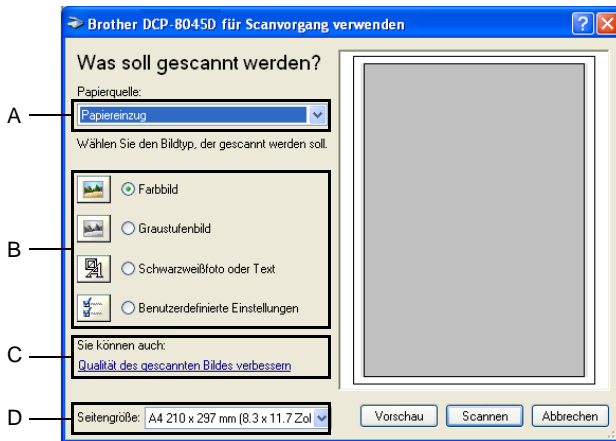 Brother DCP-8045D für Scanvorgang verwenden
Was soll gescannt werden?
Papierquelle:
A
Papiereinzug
Wählen Sie den Bildtyp, der gescannt werden soll.
Farbbild
Graustufenbild
B
Schwarzweißfoto oder Text
Benutzerdefinierte Einstellungen
Sie können auch:
C
Qualität des gescannten Bildes verbessern
D
Seitengröße: A4 210 x 297 mm (8.3 x 11.7 Zol
Vorschau Scannen Abbrechen